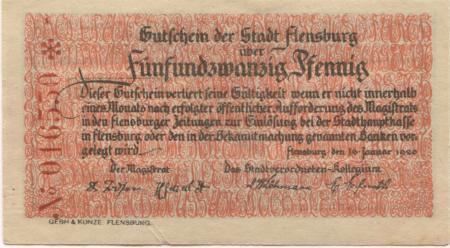 Gutschein der Stadt Flensburg
über
Fünfundzwanzig Pfennig
Dieser Gutschein verliert seine Gültigkeit wenn er nicht innerhalb
eines Monats nach erfolgter öffentlicher Aufforderung des Magistrats
in den flensburger Zeitungen zur Einlösung bei der Stadthauptkasse
in flensburg oder den in der Bekanntmachung genannten Banken vor-
gelegt wird.
Flensburg, den 16. Januar 1920
Der Magistrat
Das Stadtverordneten-Kollegium
№ 016550 *
GEBH & KUNZE FLENSBURG.